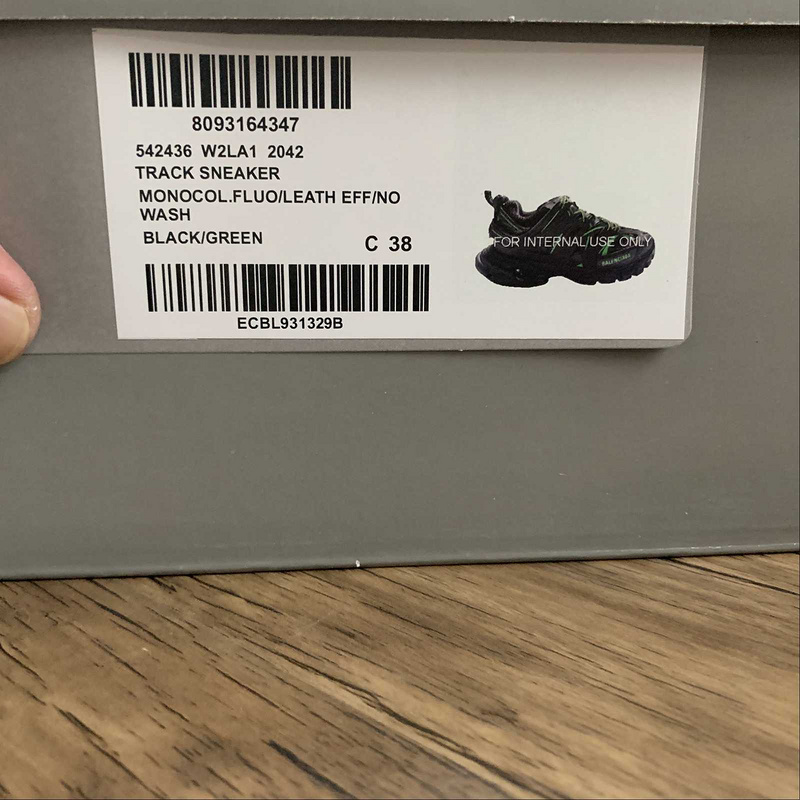 8093164347
542436 W2LA1 2042
TRACK SNEAKER
MONOCOL.FLUO/LEATH EFF/NO
WASH
BLACK/GREEN
C 38
FOR INTERNAL USE ONLY
BALENCIAGA
ECBL931329B